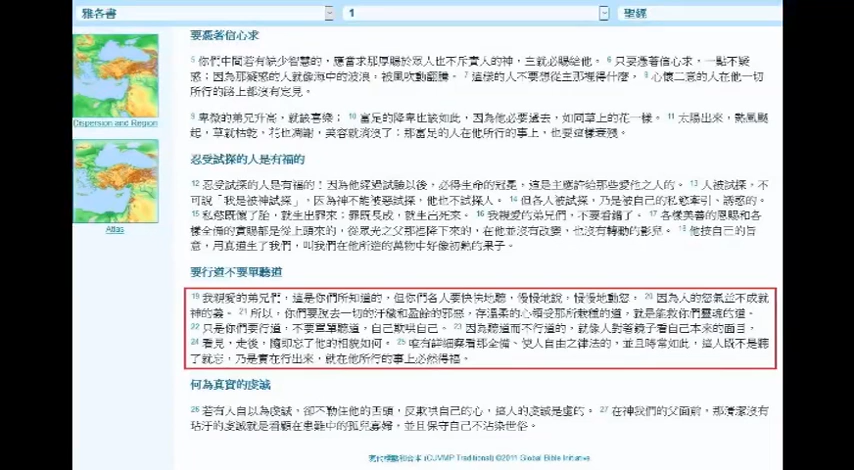 雅各書 1 聖經
要憑著信心求
5 你們中間若有缺少智慧的，應當求那厚賜於眾人也不斥責人的神，主就必賜給他。 6 只要憑著信心求，一點不疑
惑；因為那疑惑的人就像海中的波浪，被風吹動翻騰。 7 這樣的人不要想從主那裡得什麼， 8 心懷二意的人在他一切
所行的路上都沒有定見。
9 卑微的弟兄升高，就該喜樂； 10 富足的降卑也該如此，因為他必要過去，如同草上的花一樣。 11 太陽出來，熱風颳
起，草就枯乾，花也凋謝，美容就消沒了；那富足的人在他所行的事上，也要這樣衰殘。
Dispersion and Region
忍受試探的人是有福的
12 忍受試探的人是有福的！因為他經過試驗以後，必得生命的冠冕，這是主應許給那些愛他之人的。 13 人被試探，不
可說「我是被神試探」，因為神不能被惡試探，他也不試探人。 14 但各人被試探，乃是被自己的私慾牽引、誘惑的。
15 私慾既懷了胎，就生出罪來；罪既長成，就生出死來。 16 我親愛的弟兄們，不要看錯了。 17 各樣美善的恩賜和各
樣全備的賞賜都是從上頭來的，從眾光之父那裡降下來的，在他並沒有改變，也沒有轉動的影兒。 18 他按自己的旨
意，用真道生了我們，叫我們在他所造的萬物中好像初熟的果子。
Atlas
要行道不要單聽道
19 我親愛的弟兄們，這是你們所知道的，但你們各人要快快地聽，慢慢地說，慢慢地動怒， 20 因為人的怒氣並不成就
神的義。 21 所以，你們要脫去一切的汙穢和盈餘的邪惡，存溫柔的心領受那所栽種的道，就是能救你們靈魂的道。
22 只是你們要行道，不要單單聽道，自己欺哄自己。 23 因為聽道而不行道的，就像人對著鏡子看自己本來的面目，
24 看見，走後，隨即忘了他的相貌如何。 25 唯有詳細察看那全備、使人自由之律法的，並且時常如此，這人既不是聽
了就忘，乃是實在行出來，就在他所行的事上必然得福。
何為真實的虔誠
26 若有人自以為虔誠，卻不勒住他的舌頭，反欺哄自己的心，這人的虔誠是虛的。 27 在神我們的父面前，那清潔沒有
玷汙的虔誠就是看顧在患難中的孤兒寡婦，並且保守自己不沾染世俗。
現代標點和合本 (CUVMP Traditional) ©2011 Global Bible Initiative